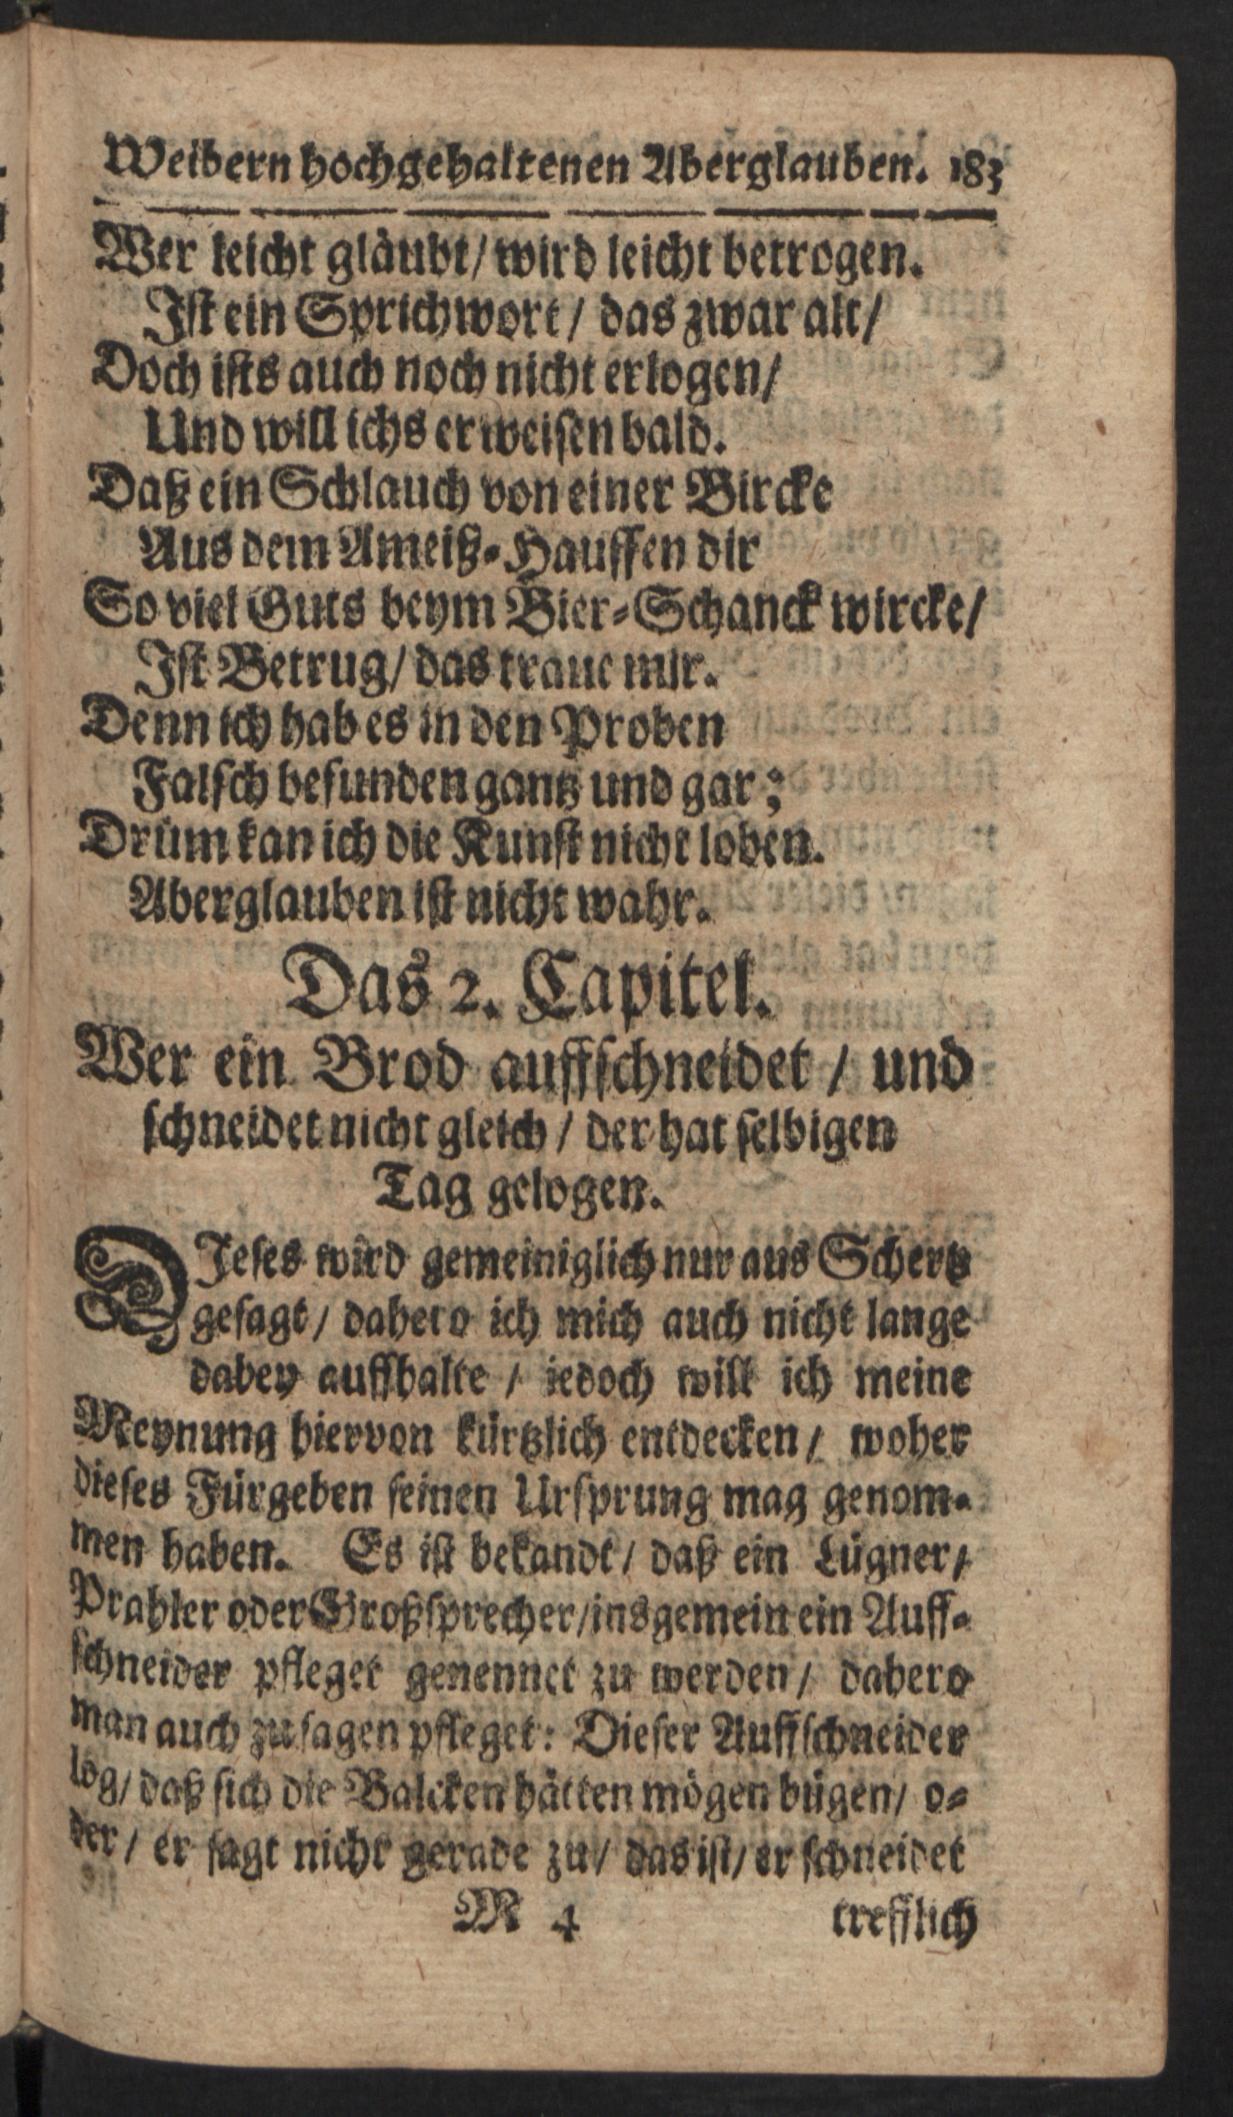 Weibern hochgehaltenen Aberglauben. 183
Wer leicht gläubt/ wird leicht betrogen.
Ist ein Sprichwort/ das zwar alt/
Doch ists auch noch nicht erlogen/
Und will ichs erweisen bald.
Daß ein Schlauch von einer Bircke
Aus dem Ameiß-Hauffen dir
So viel Guts beym Bier-Schanck wircke/
Ist Betrug/ das traue mir.
Denn ich hab es in den Proben
Falsch befunden gantz und gar;
Drüm kan ich die Kunst nicht loben.
Aberglauben ist nicht wahr.
Das 2. Capitel.
Wer ein Brod auffschneidet / und
schneidet nicht gleich / der hat selbigen
Tag gelogen.
DIeses wird gemeiniglich nur aus Schertz
gesagt/ dahero ich mich auch nicht lange
dabey auffhalte / iedoch will ich meine
Meynung hiervon kürtzlich entdecken/ woher
dieses Fürgeben seinen Ursprung mag genom-
men haben. Es ist bekandt/ daß ein Lügner/
Prahler oder Großsprecher/ insgemein ein Auff-
schneider pfleget genennet zu werden/ dahero
man auch zu sagen pfleget: Dieser Auffschneider
log/ daß sich die Balcken hätten mögen bügen/ o-
der/ er sagt nicht gerade zu/ das ist/ er schneidet
M 4 trefflich